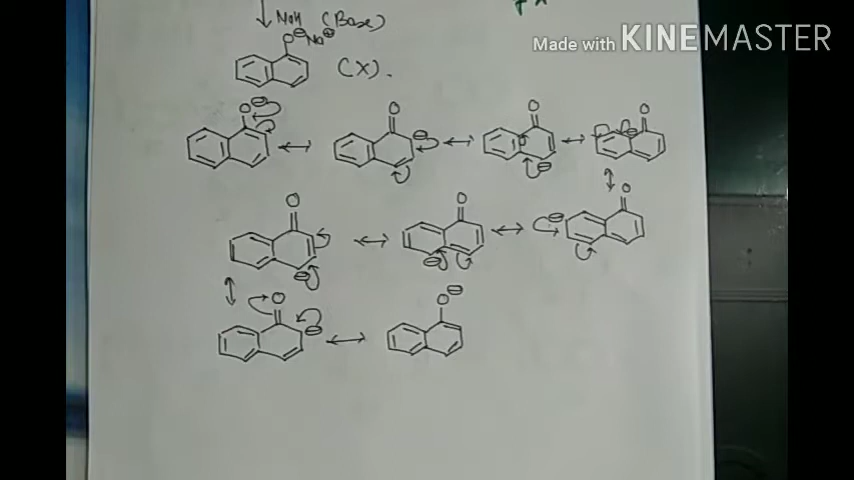 Made with KINEMASTER
NaOH (Base)
O⊖ Na⊕
(X).
O⊖ ↔ O ⊖ ↔ O ⊖ ↔ O ⊖
O ⊖ ↔ O ⊖ ↔ O ⊖
O ⊖ ↔ O⊖